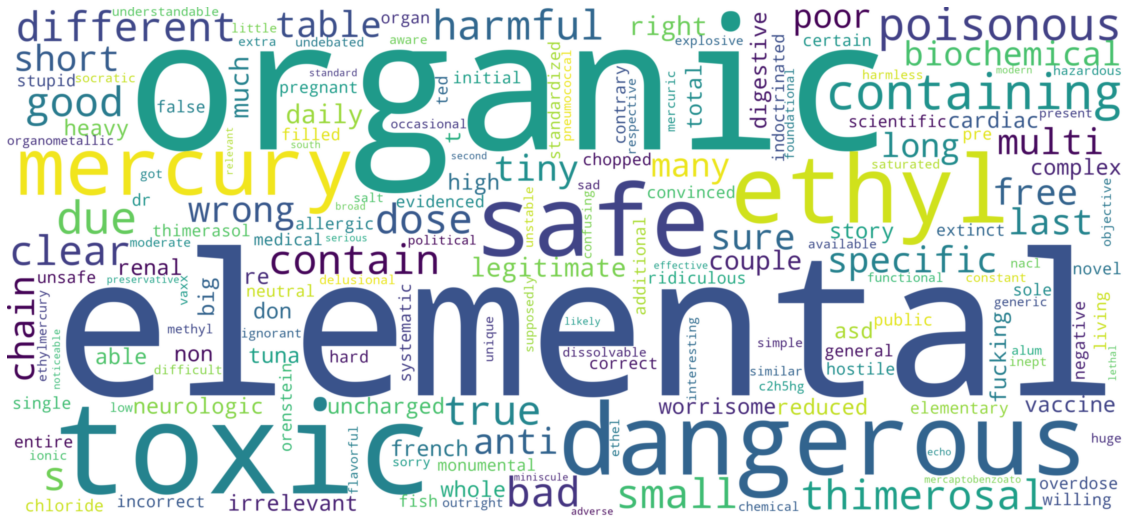 understandable
little
extra
undebated
aware
table
organ
harmful
right
explosive
poor
certain
poisonous
different
short
stupid
socratic
false
much
standard
pregnant
ted
initial
standardized
pneumococcal
contrary
respective
mercuric
total
digestive
indoctrinated
foundational
biochemical
harmless
modern
hazardous
organic
good
heavy
organometallic
daily
filled
relevant
south
occasional
t
containing
scientific
cardiac
present
mercury
got
second
broad
salt
evidenced
high
tiny
chopped
sad
many
convinced
saturated
long
pre
multi
complex
dr
due
thimerasol
wrong
allergic
dose
safe
unstable
confusing
ethyl
free
story
extinct
last
objective
clear
moderate
medical
serious
political
contain
legitimate
additional
sure
couple
ridiculous
available
specific
functional
constant
nacl
novel
chain
unsafe
preservative
renal
vaxx
re
big
neutral
delusional
effective
supposedly
sole
generic
elemental
ethylmercury
noticeable
methyl
able
difficult
non
don
ignorant
tuna
hard
systematic
unique
likely
dissolvable
correct
interesting
simple
similar
c2h5hg
asd
public
general
hostile
fucking
alum
inept
negative
living
lethal
single
low
neurologic
orenstein
uncharged
true
worrisome
reduced
elementary
vaccine
toxic
dangerous
entire
ionic
s
flavorful
french
sorry
anti
monumental
ethel
echo
huge
chloride
incorrect
irrelevant
fish
whole
outright
miniscule
bad
adverse
small
chemical
thimerosal
mercaptobenzoato
overdose
willing